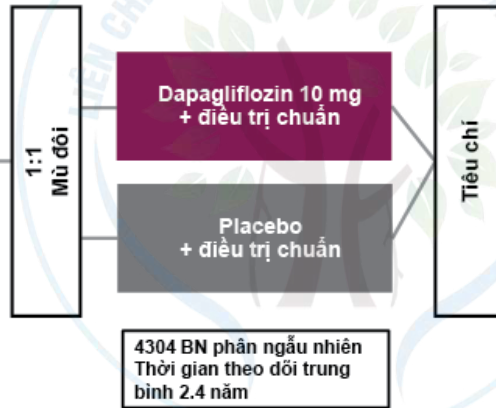 1:1
Mù đôi
Dapagliflozin 10 mg
+ điều trị chuẩn
Placebo
+ điều trị chuẩn
Tiêu chí
4304 BN phân ngẫu nhiên
Thời gian theo dõi trung
bình 2.4 năm